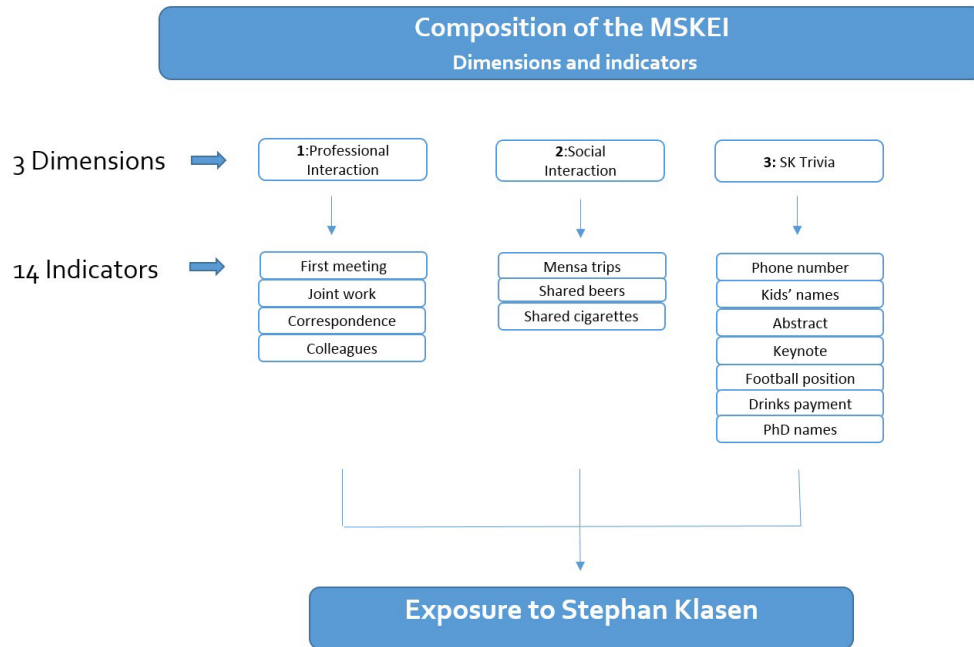 Composition of the MSKEI
Dimensions and indicators
3 Dimensions
1:Professional
Interaction
2:Social
Interaction
3: SK Trivia
14 Indicators
First meeting
Joint work
Correspondence
Colleagues
Mensa trips
Shared beers
Shared cigarettes
Phone number
Kids’ names
Abstract
Keynote
Football position
Drinks payment
PhD names
Exposure to Stephan Klasen